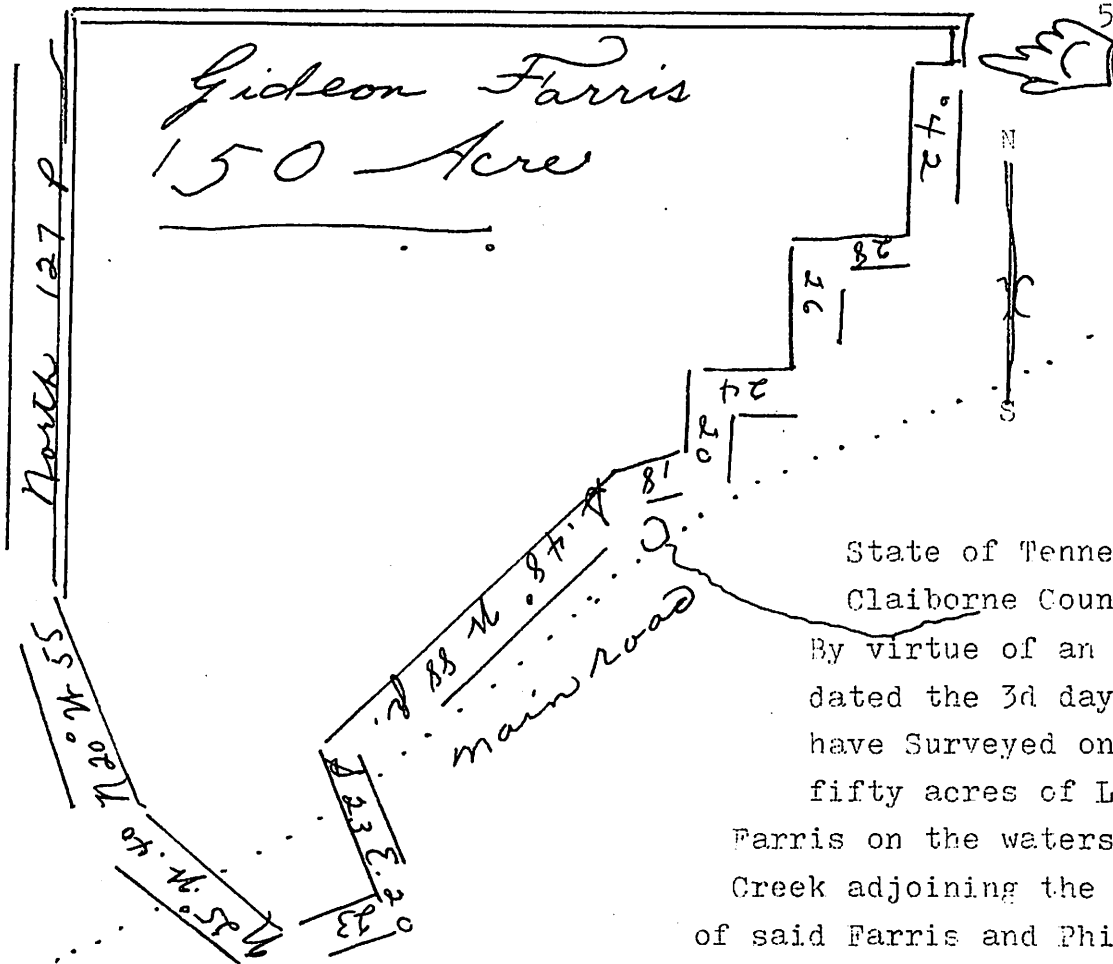 5
Gideon Farris
150 Acre
N
42
28
26
24
20
18
S
North 127 P
S. 48° W 88 P.
main road
State of Tenne
Claiborne Coun
By virtue of an
dated the 3d day
have Surveyed on
fifty acres of L
Farris on the waters
Creek adjoining the
of said Farris and Phi
N 20° W 55
S 23 E. 20
23
N 35° W. 40